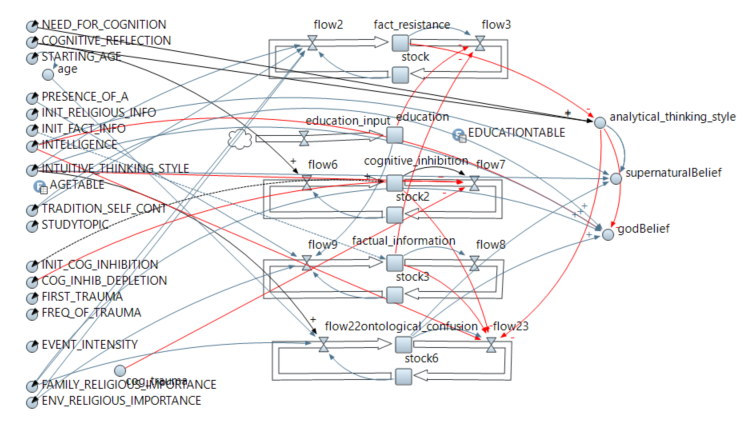 NEED_FOR_COGNITION
COGNITIVE_REFLECTION
STARTING_AGE
age
PRESENCE_OF_A
INIT_RELIGIOUS_INFO
INIT_FACT_INFO
INTELLIGENCE
INTUITIVE_THINKING_STYLE
AGETABLE
TRADITION_SELF_CONT
STUDYTOPIC
INIT_COG_INHIBITION
COG_INHIB_DEPLETION
FIRST_TRAUMA
FREQ_OF_TRAUMA
EVENT_INTENSITY
cog_trauma
FAMILY_RELIGIOUS_IMPORTANCE
ENV_RELIGIOUS_IMPORTANCE
flow2
fact_resistance
flow3
stock
education_input
education
EDUCATIONTABLE
flow6
cognitive_inhibition
flow7
stock2
flow9
factual_information
flow8
stock3
flow22
ontological_confusion
flow23
stock6
analytical_thinking_style
supernaturalBelief
godBelief